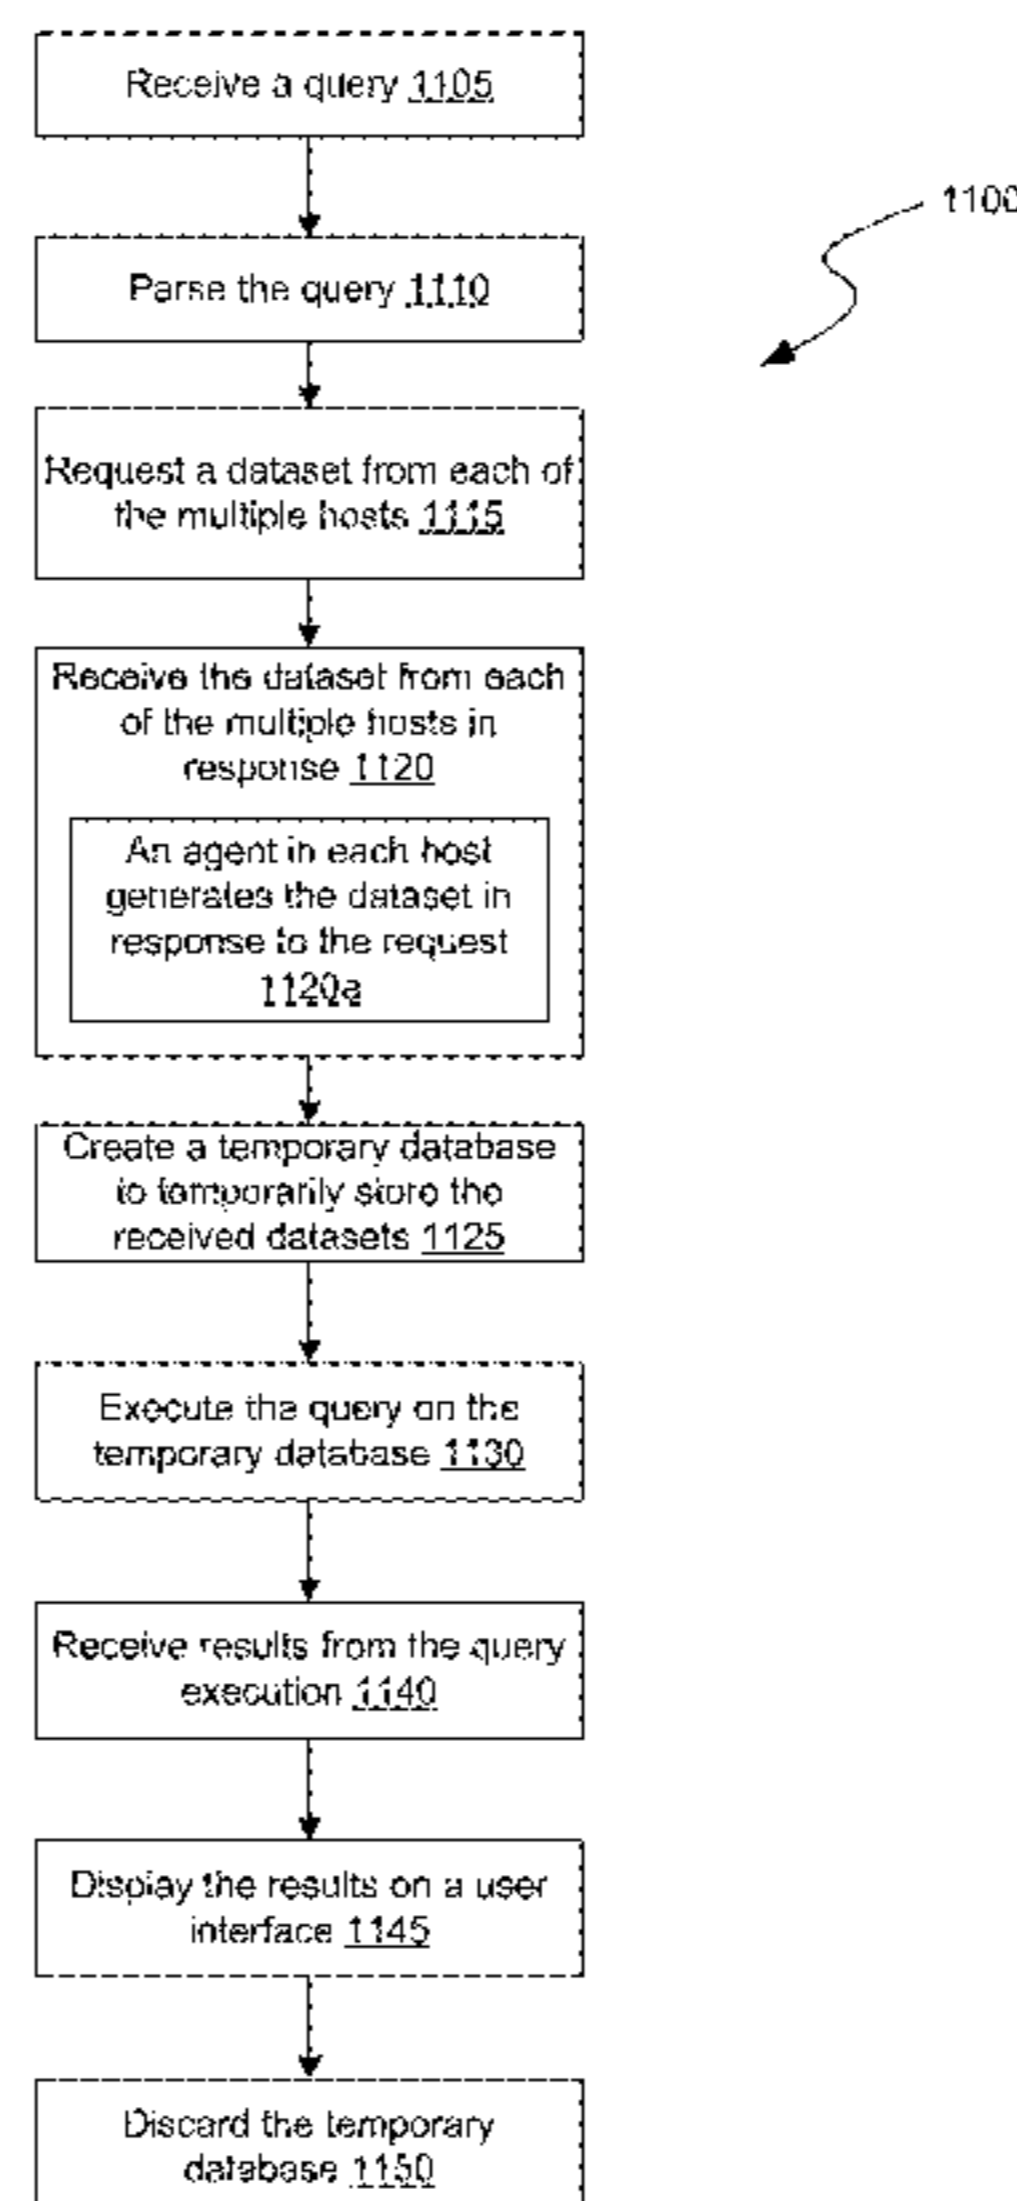 Receive a query 1105
1100
Parse the query 1110
Request a dataset from each of
the multiple hosts 1115
Receive the dataset from each
of the multiple hosts in
response 1120
An agent in each host
generates the dataset in
response to the request
1120a
Create a temporary database
to temporarily store the
received datasets 1125
Execute the query on the
temporary database 1130
Receive results from the query
execution 1140
Display the results on a user
interface 1145
Discard the temporary
database 1150